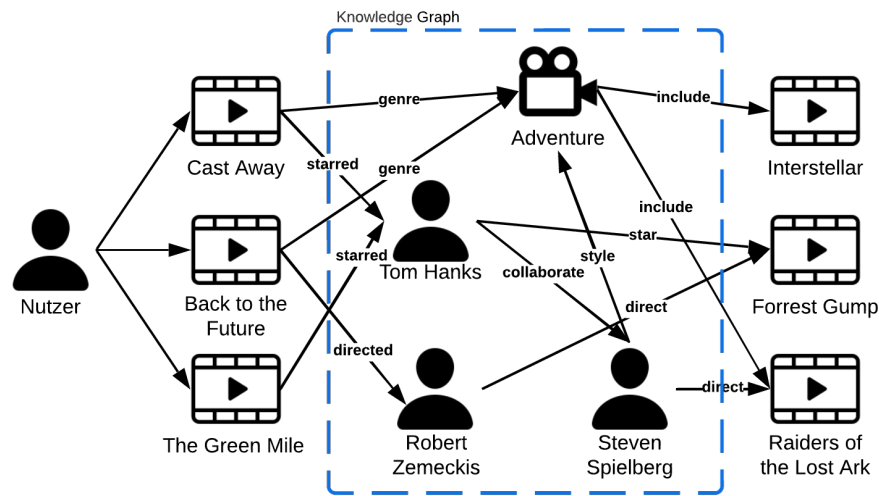 Knowledge Graph
genre
include
Cast Away
Adventure
Interstellar
starred
genre
include
star
starred
Tom Hanks
collaborate
style
Nutzer
Back to the
Future
direct
Forrest Gump
directed
direct
The Green Mile
Robert
Zemeckis
Steven
Spielberg
Raiders of
the Lost Ark